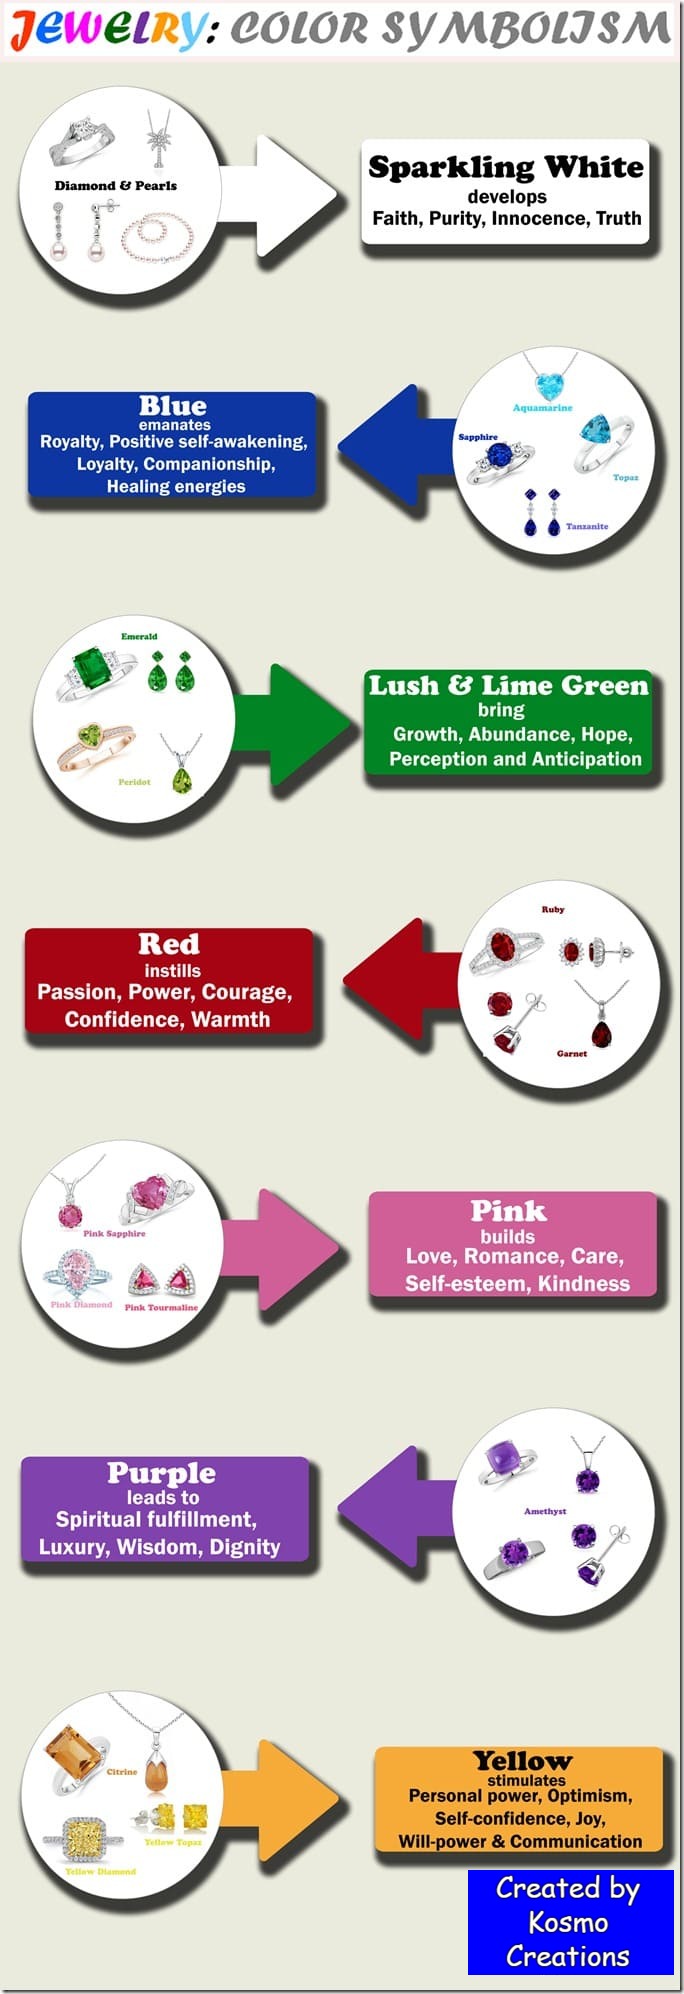 JEWELRY: COLOR SYMBOLISM
Diamond & Pearls
Sparkling White
develops
Faith, Purity, Innocence, Truth
Blue
emanates
Royalty, Positive self-awakening,
Loyalty, Companionship,
Healing energies
Aquamarine
Sapphire
Topaz
Tanzanite
Emerald
Peridot
Lush & Lime Green
bring
Growth, Abundance, Hope,
Perception and Anticipation
Red
instills
Passion, Power, Courage,
Confidence, Warmth
Ruby
Garnet
Pink Sapphire
Pink Diamond
Pink Tourmaline
Pink
builds
Love, Romance, Care,
Self-esteem, Kindness
Purple
leads to
Spiritual fulfillment,
Luxury, Wisdom, Dignity
Amethyst
Citrine
Yellow Topaz
Yellow Diamond
Yellow
stimulates
Personal power, Optimism,
Self-confidence, Joy,
Will-power & Communication
Created by
Kosmo
Creations